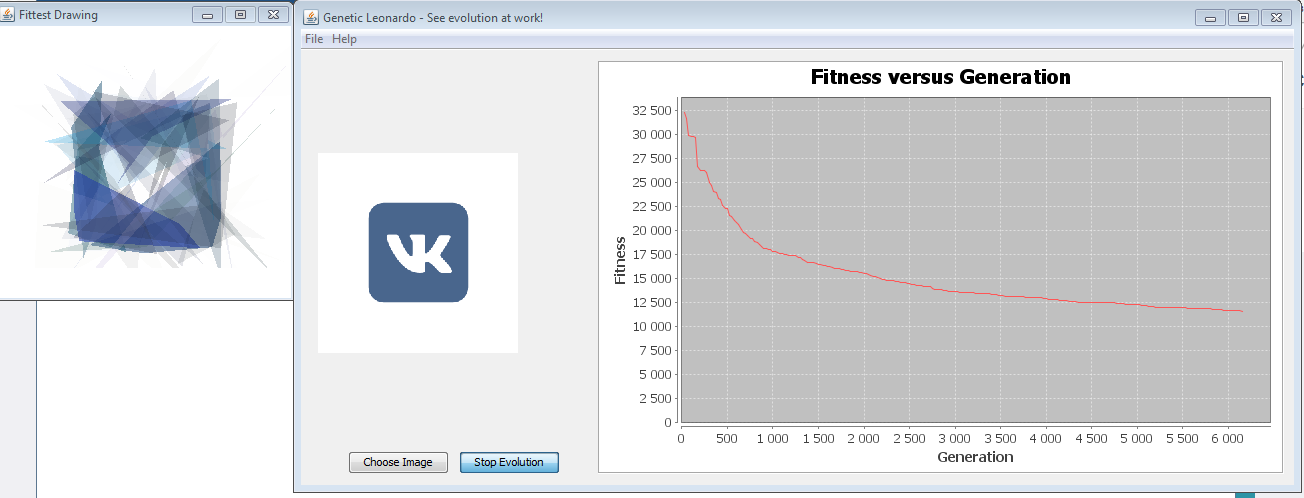 Fittest Drawing
Genetic Leonardo - See evolution at work!
File Help
VK
Choose Image
Stop Evolution
Fitness versus Generation
Fitness
32 500
30 000
27 500
25 000
22 500
20 000
17 500
15 000
12 500
10 000
7 500
5 000
2 500
0
0 500 1 000 1 500 2 000 2 500 3 000 3 500 4 000 4 500 5 000 5 500 6 000
Generation